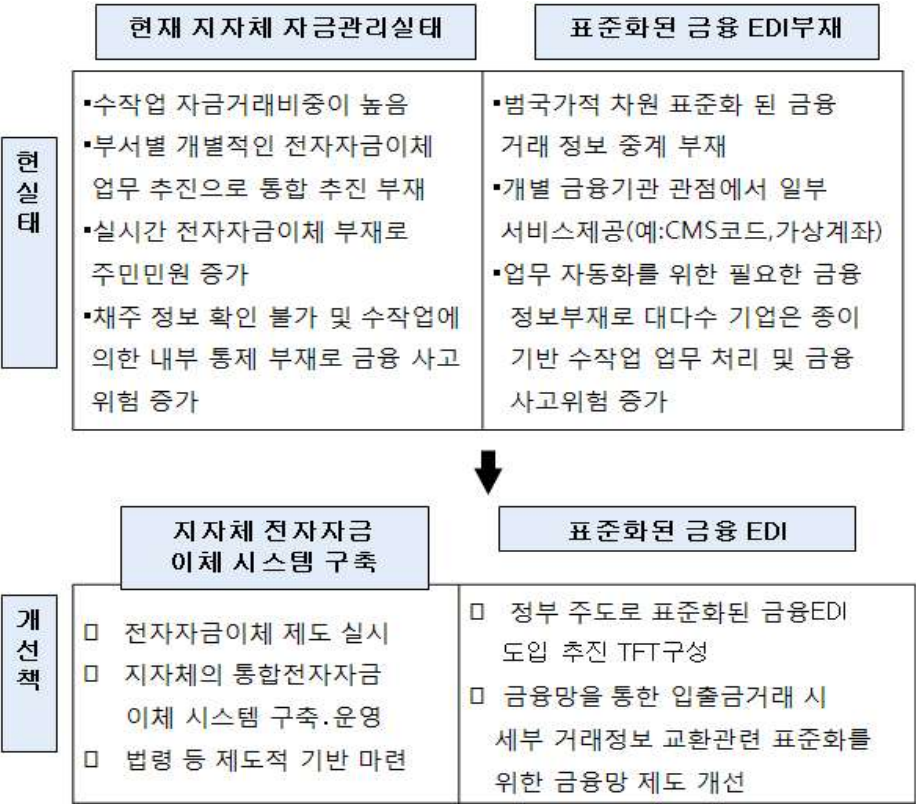 현재 지자체 자금관리실태
표준화된 금융 EDI부재
현
실
태
▪수작업 자금거래비중이 높음
▪부서별 개별적인 전자자금이체
업무 추진으로 통합 추진 부재
▪실시간 전자자금이체 부재로
주민민원 증가
▪채주 정보 확인 불가 및 수작업에
의한 내부 통제 부재로 금융 사고
위험 증가
▪범국가적 차원 표준화 된 금융
거래 정보 중계 부재
▪개별 금융기관 관점에서 일부
서비스제공(예:CMS코드,가상계좌)
▪업무 자동화를 위한 필요한 금융
정보부재로 대다수 기업은 종이
기반 수작업 업무 처리 및 금융
사고위험 증가
지자체 전자자금
이체 시스템 구축
표준화된 금융 EDI
개
선
책
▯ 전자자금이체 제도 실시
▯ 지자체의 통합전자자금
이체 시스템 구축.운영
▯ 법령 등 제도적 기반 마련
▯ 정부 주도로 표준화된 금융EDI
도입 추진 TFT구성
▯ 금융망을 통한 입출금거래 시
세부 거래정보 교환관련 표준화를
위한 금융망 제도 개선